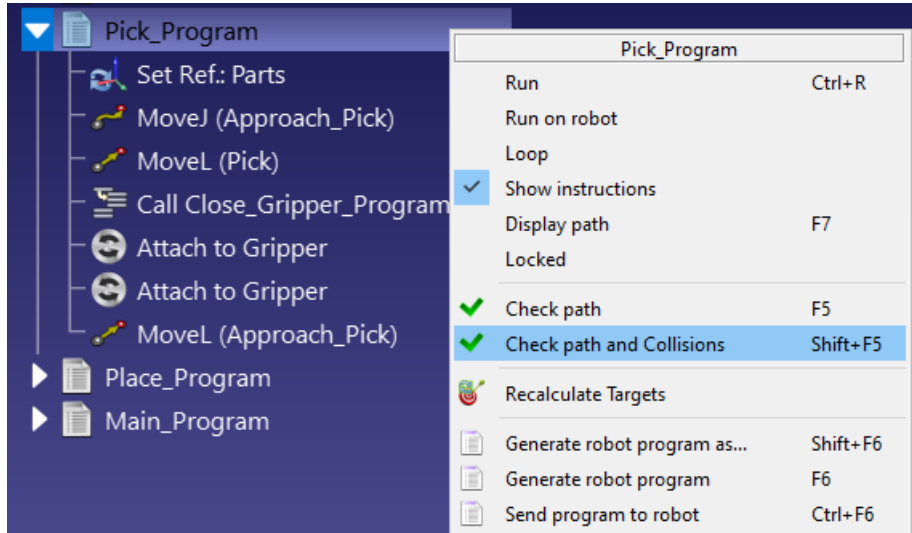 Pick_Program
Set Ref.: Parts
MoveJ (Approach_Pick)
MoveL (Pick)
Call Close_Gripper_Program
Attach to Gripper
Attach to Gripper
MoveL (Approach_Pick)
Place_Program
Main_Program
Pick_Program
Run Ctrl+R
Run on robot
Loop
Show instructions
Display path F7
Locked
Check path F5
Check path and Collisions Shift+F5
Recalculate Targets
Generate robot program as... Shift+F6
Generate robot program F6
Send program to robot Ctrl+F6